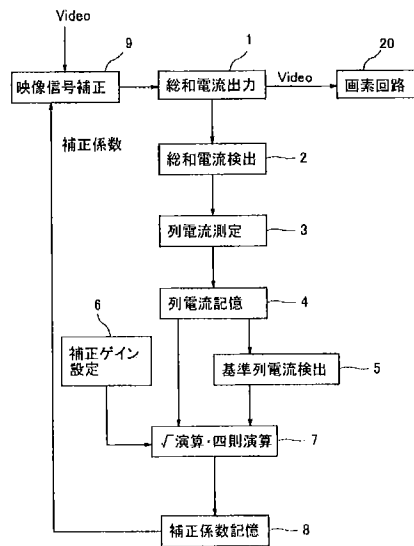 Video
9
映像信号補正
1
総和電流出力
Video
20
画素回路
補正係数
総和電流検出
2
列電流測定
3
列電流記憶
4
6
補正ゲイン
設定
基準列電流検出
5
√演算・四則演算
7
補正係数記憶
8